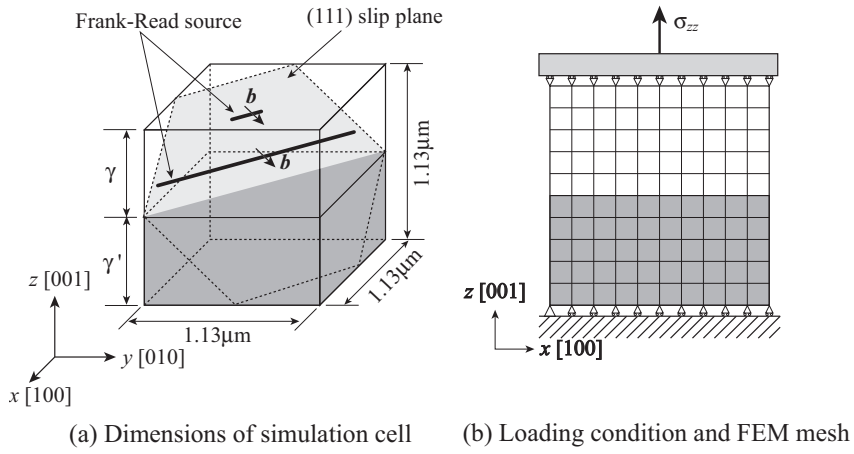 Frank-Read source
(111) slip plane
b
b
γ
γ'
1.13μm
1.13μm
1.13μm
z [001]
y [010]
x [100]
(a) Dimensions of simulation cell
σzz
z [001]
x [100]
(b) Loading condition and FEM mesh